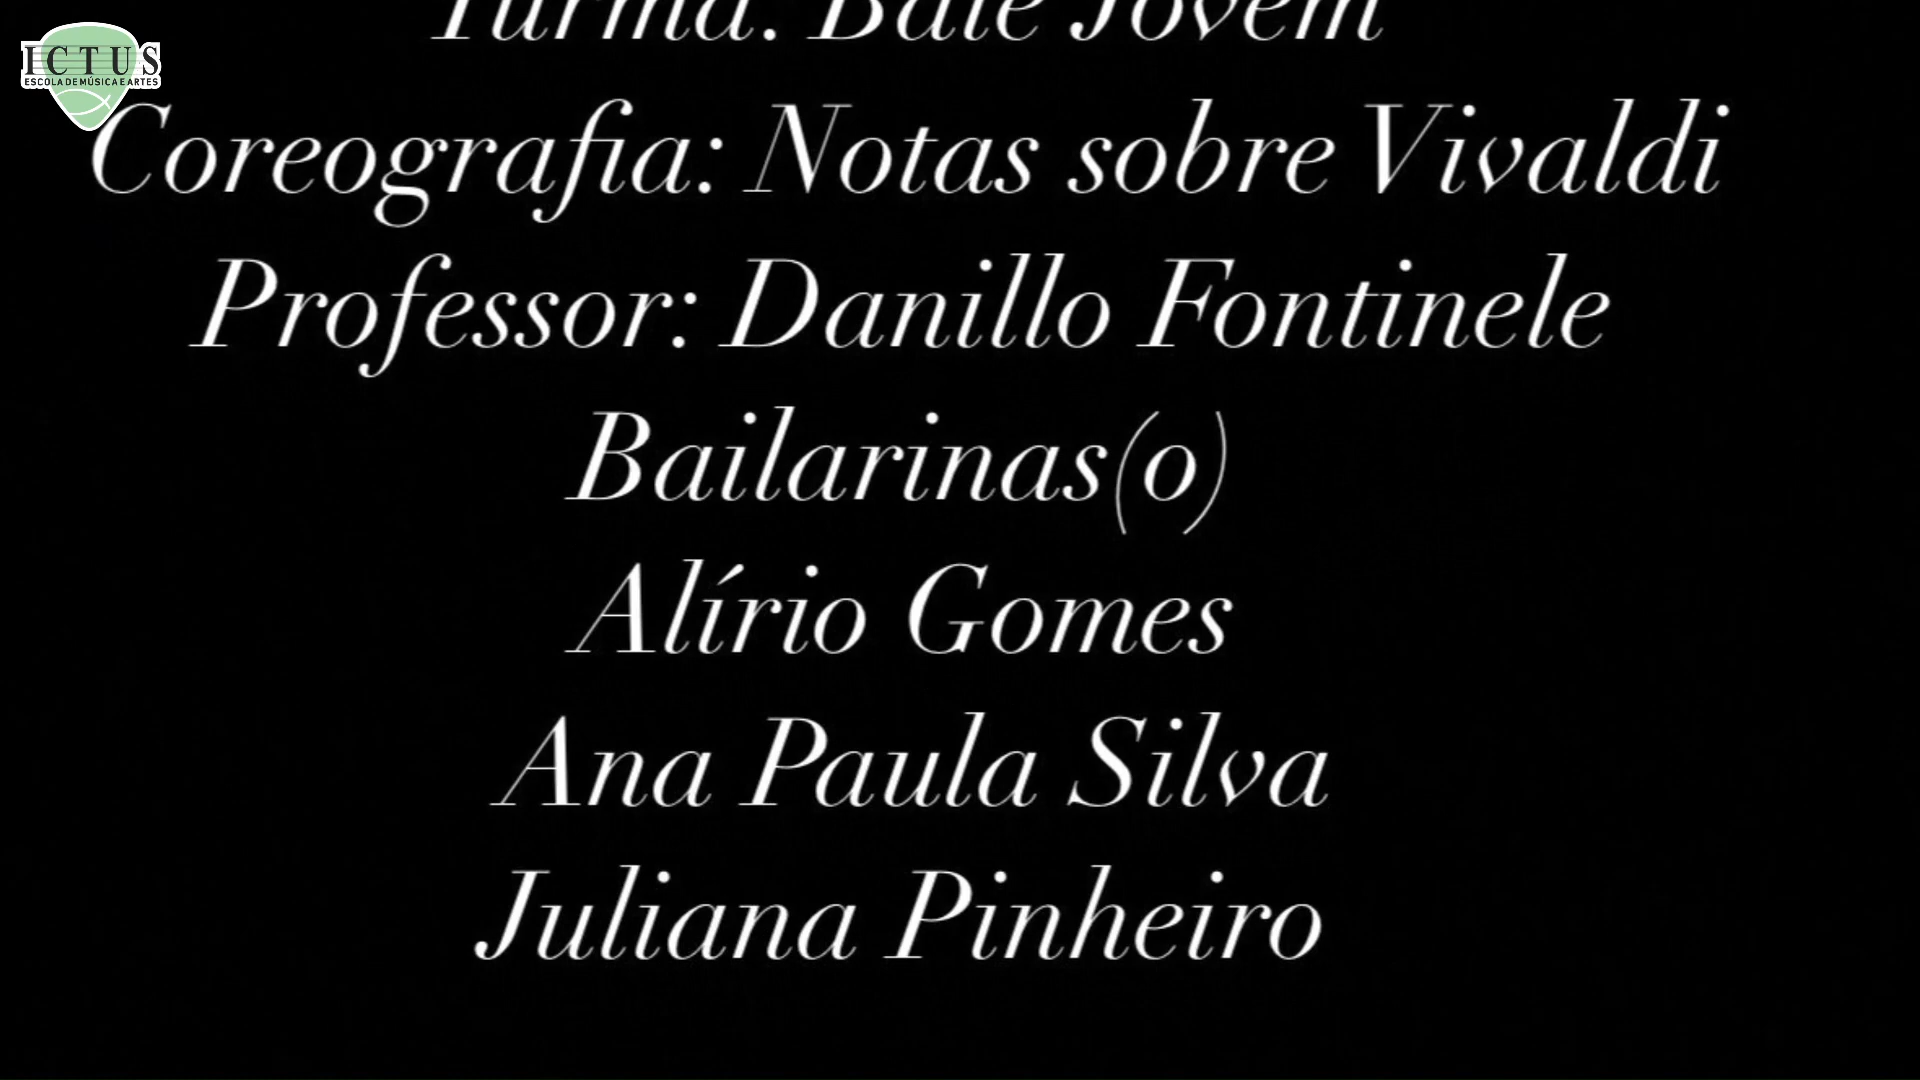 ICTUS
ESCOLA DE MÚSICA E ARTES
Turma: Balé Jovem
Coreografia: Notas sobre Vivaldi
Professor: Danillo Fontinele
Bailarinas(o)
Alírio Gomes
Ana Paula Silva
Juliana Pinheiro